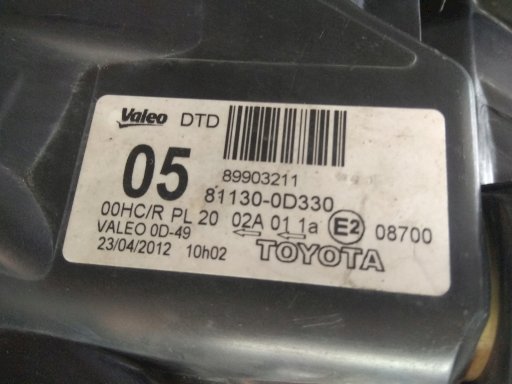 Valeo DTD
89903211
05 81130-0D330
00HC/R PL 20 02A 01 1a E2 08700
VALEO 0D-49
23/04/2012 10h02 TOYOTA